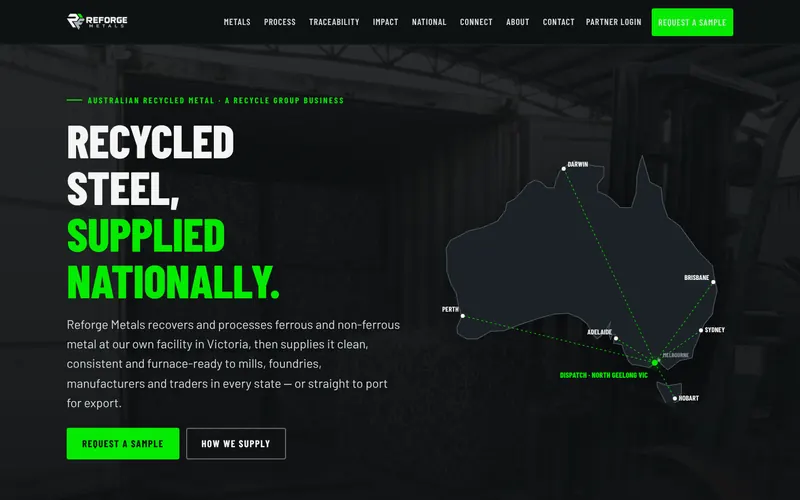 REFORGE
METALS
METALS PROCESS TRACEABILITY IMPACT NATIONAL CONNECT ABOUT CONTACT PARTNER LOGIN REQUEST A SAMPLE
AUSTRALIAN RECYCLED METAL · A RECYCLE GROUP BUSINESS
RECYCLED
STEEL,
SUPPLIED
NATIONALLY.
Reforge Metals recovers and processes ferrous and non-ferrous
metal at our own facility in Victoria, then supplies it clean,
consistent and furnace-ready to mills, foundries,
manufacturers and traders in every state — or straight to port
for export.
REQUEST A SAMPLE HOW WE SUPPLY
DARWIN
BRISBANE
PERTH
ADELAIDE
SYDNEY
MELBOURNE
DISPATCH · NORTH GEELONG VIC
HOBART